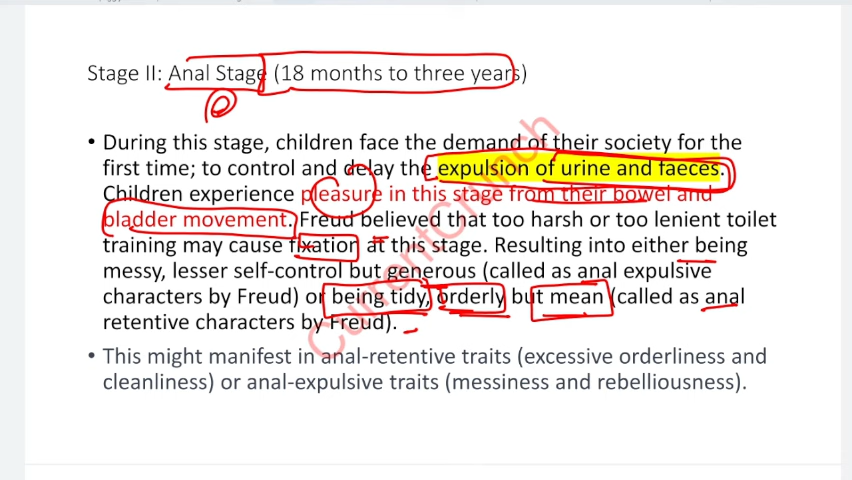 Stage II: Anal Stage (18 months to three years)
• During this stage, children face the demand of their society for the
first time; to control and delay the expulsion of urine and faeces.
Children experience pleasure in this stage from their bowel and
bladder movement. Freud believed that too harsh or too lenient toilet
training may cause fixation at this stage. Resulting into either being
messy, lesser self-control but generous (called as anal expulsive
characters by Freud) or being tidy, orderly but mean (called as anal
retentive characters by Freud).
• This might manifest in anal-retentive traits (excessive orderliness and
cleanliness) or anal-expulsive traits (messiness and rebelliousness).